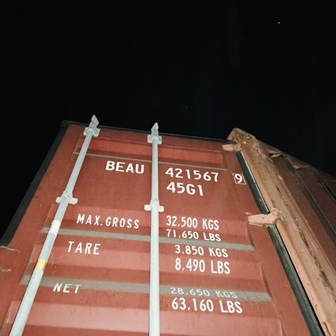 BEAU 421567 9
45G1
MAX.GROSS 32.500 KGS
71.650 LBS
TARE 3.850 KGS
8.490 LBS
NET 28.650 KGS
63.160 LBS